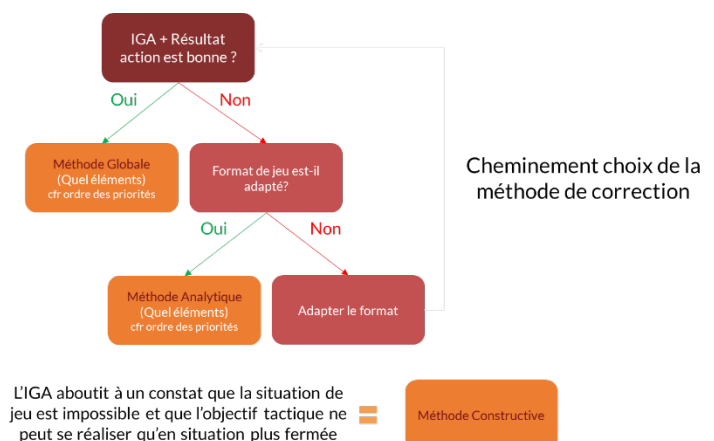 IGA + Résultat
action est bonne ?
Oui
Non
Méthode Globale
(Quel éléments)
cfr ordre des priorités
Format de jeu est-il
adapté?
Cheminement choix de la
méthode de correction
Oui
Non
Méthode Analytique
(Quel éléments)
cfr ordre des priorités
Adapter le format
L'IGA aboutit à un constat que la situation de
jeu est impossible et que l'objectif tactique ne
peut se réaliser qu'en situation plus fermée
=
Méthode Constructive